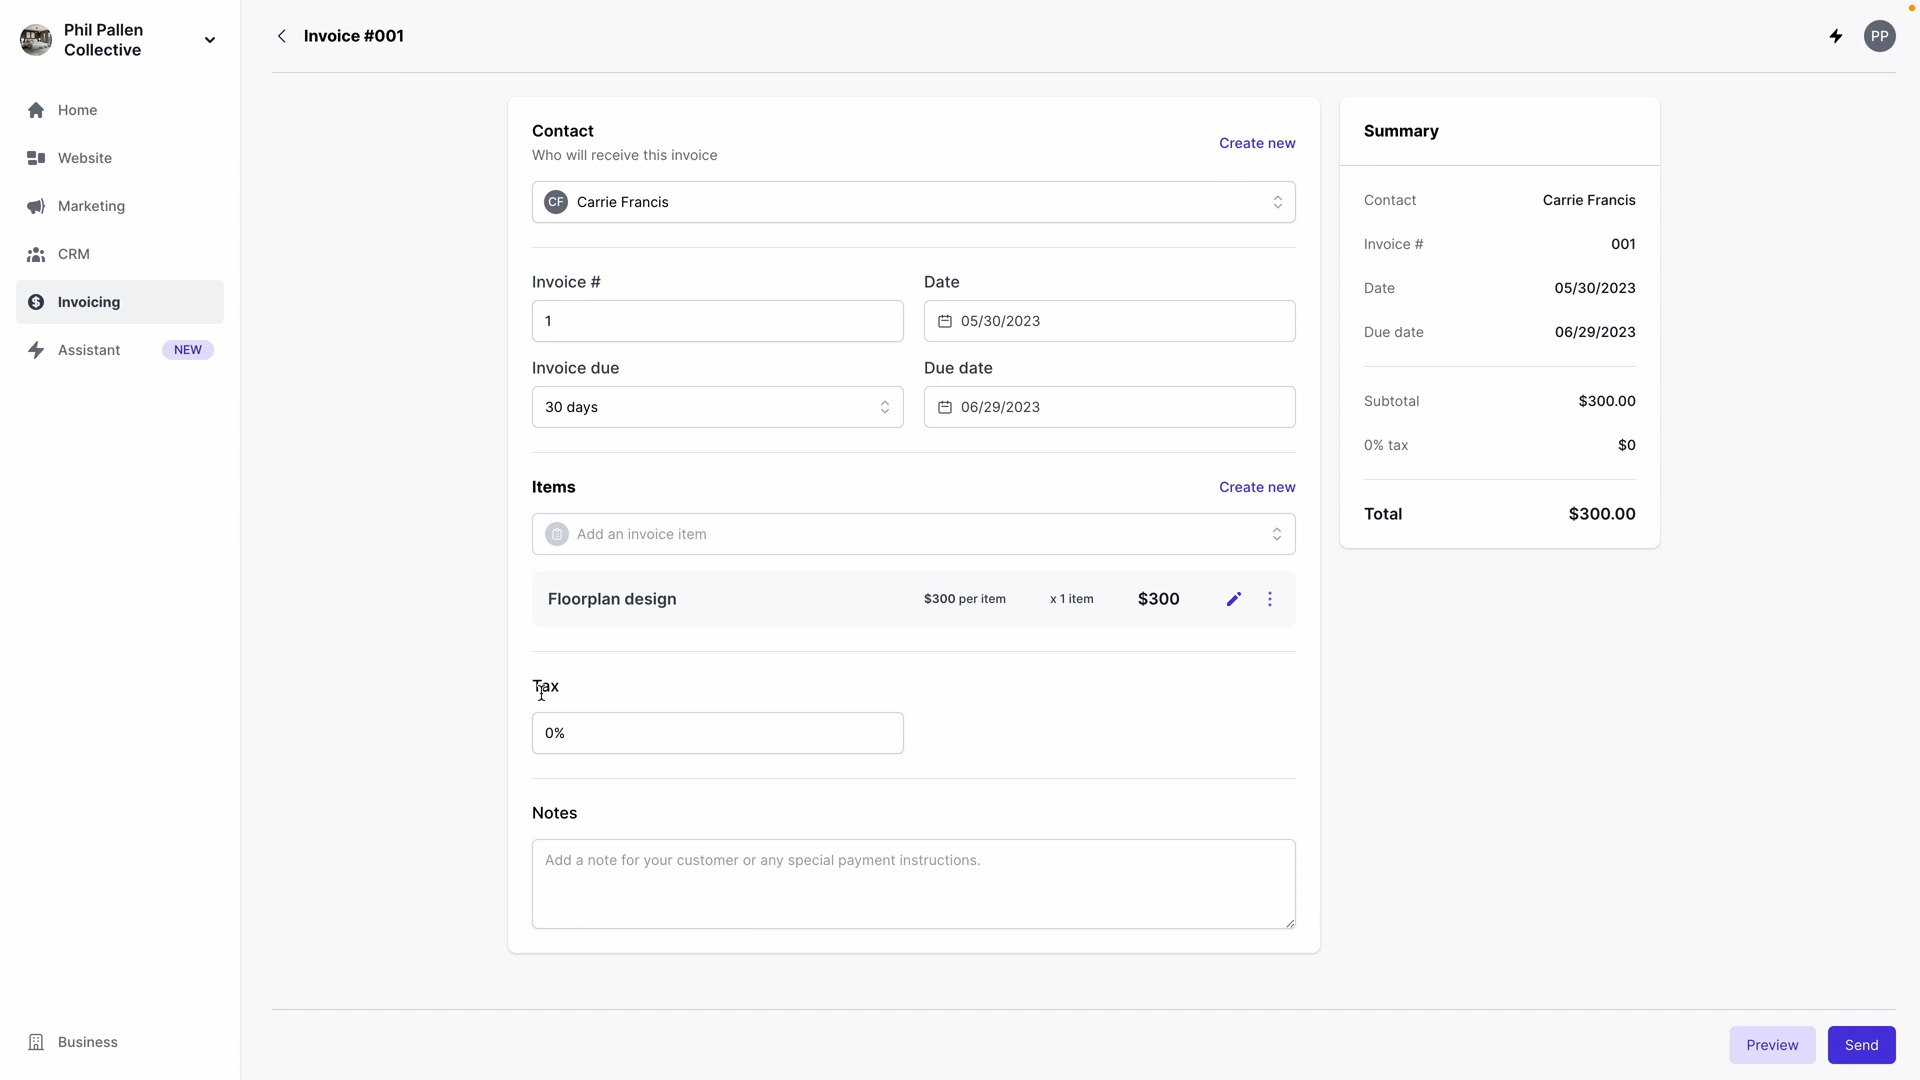 Phil Pallen
Collective
Home
Website
Marketing
CRM
Invoicing
Assistant NEW
Business
Invoice #001
PP
Contact
Who will receive this invoice
Create new
CF Carrie Francis
Invoice #
Date
1
05/30/2023
Invoice due
Due date
30 days
06/29/2023
Items
Create new
Add an invoice item
Floorplan design $300 per item x 1 item $300
Tax
0%
Notes
Add a note for your customer or any special payment instructions.
Summary
Contact Carrie Francis
Invoice # 001
Date 05/30/2023
Due date 06/29/2023
Subtotal $300.00
0% tax $0
Total $300.00
Preview
Send